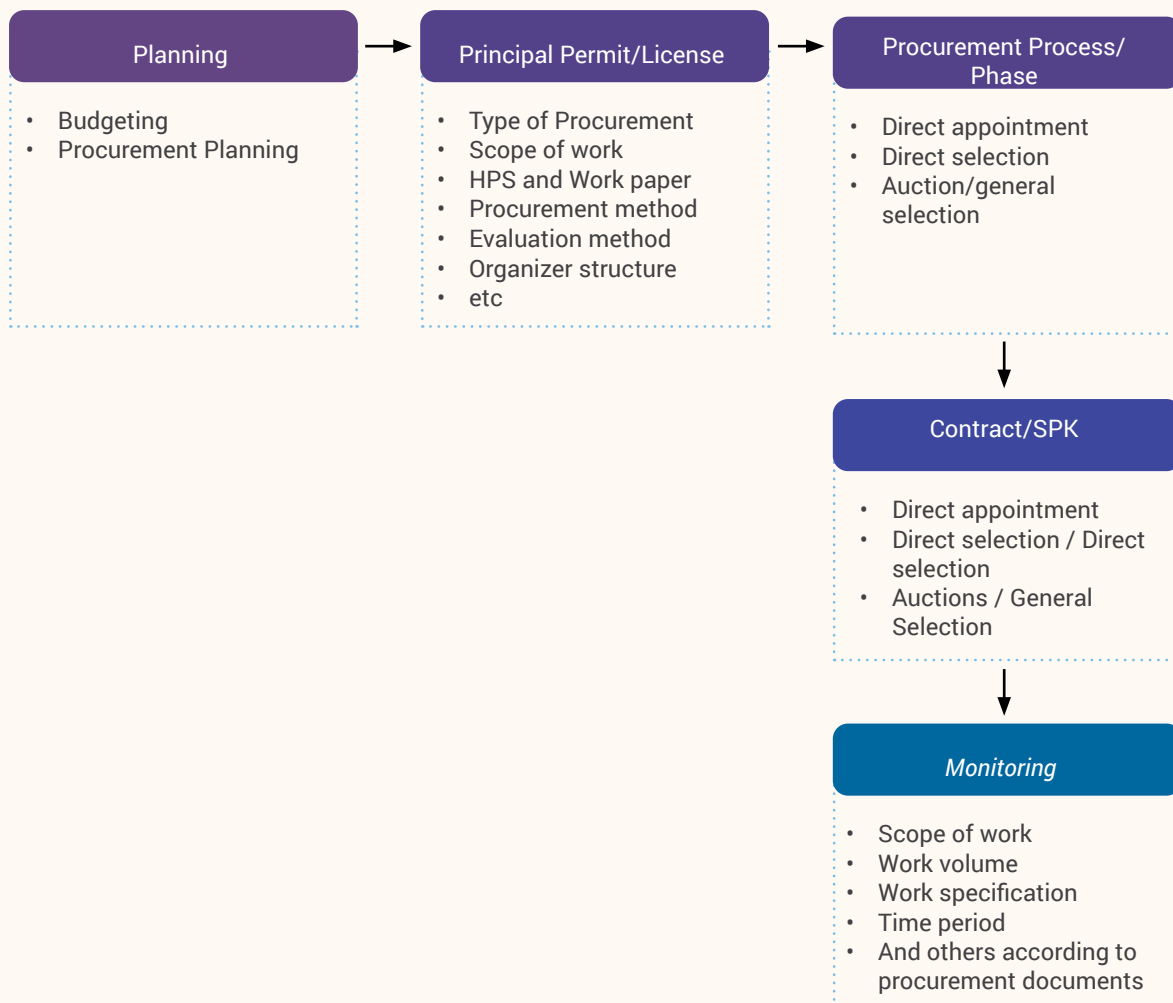 Planning
• Budgeting
• Procurement Planning
Principal Permit/License
• Type of Procurement
• Scope of work
• HPS and Work paper
• Procurement method
• Evaluation method
• Organizer structure
• etc
Procurement Process/
Phase
• Direct appointment
• Direct selection
• Auction/general
selection
Contract/SPK
• Direct appointment
• Direct selection / Direct
selection
• Auctions / General
Selection
Monitoring
• Scope of work
• Work volume
• Work specification
• Time period
• And others according to
procurement documents